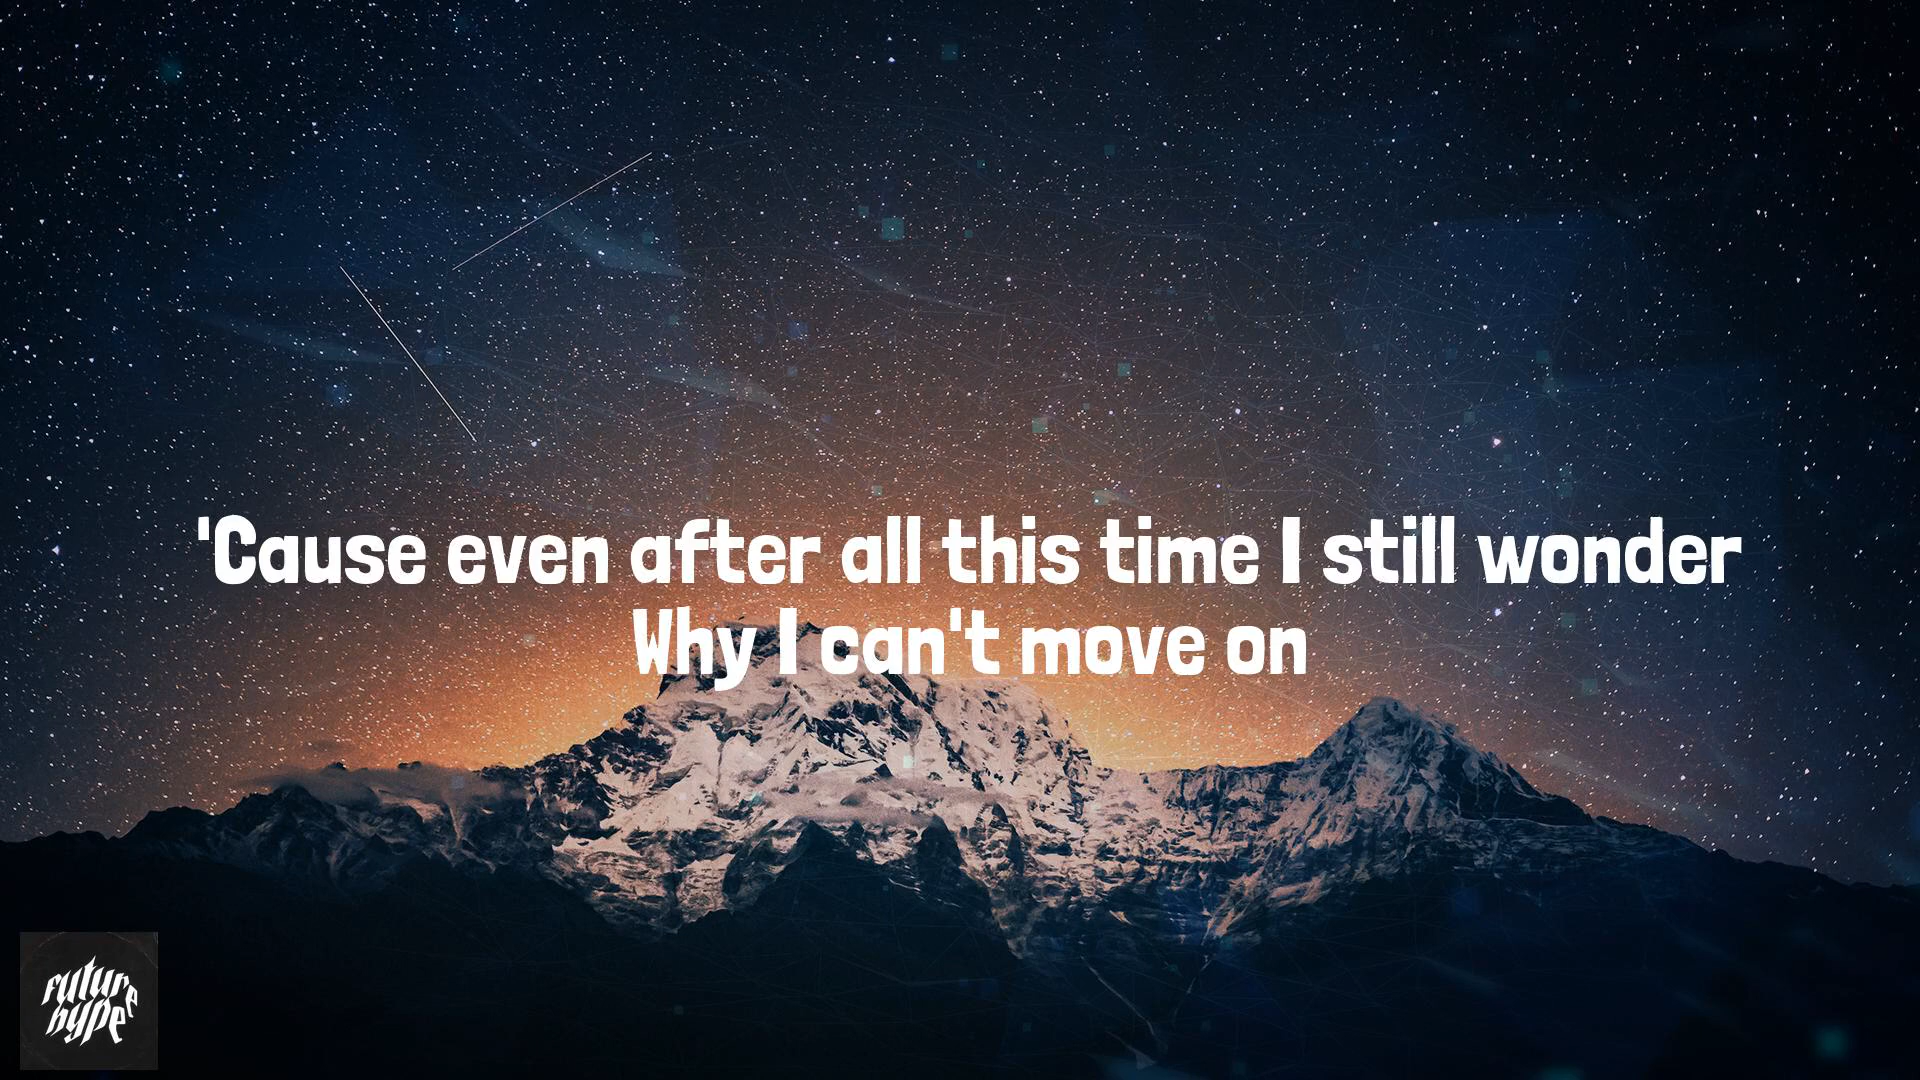 'Cause even after all this time I still wonder
Why I can't move on
future
hype